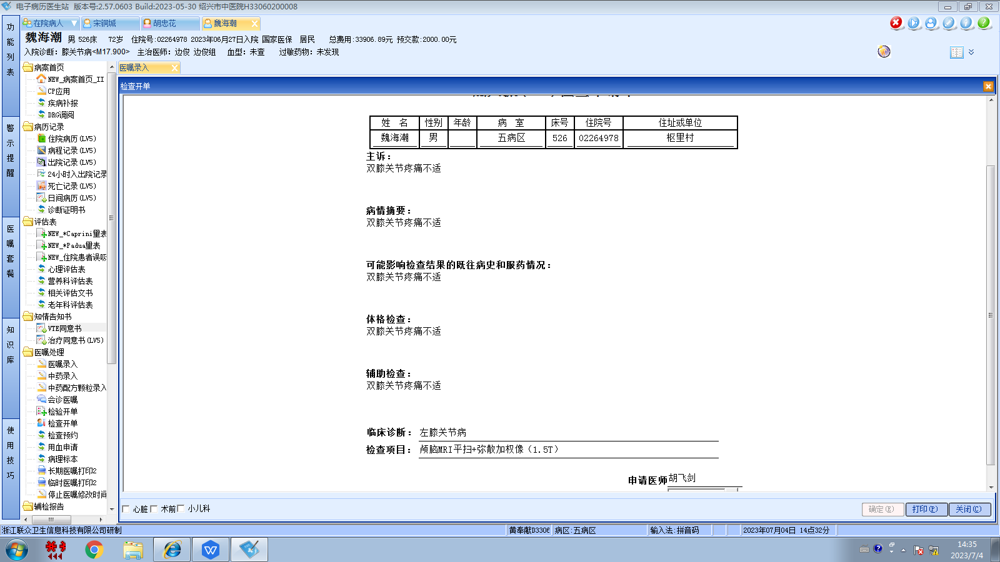 电子病历医生站 版本号:2.57.0603 Build:2023-05-30 绍兴市中医院H33060200008
在院病人 宋铜城 胡忠花 魏海潮
魏海潮 男 526床 72岁 住院号:02264978 2023年06月27日入院 国家医保 居民 总费用:33906.89元 预交款:2000.00元
入院诊断：膝关节病<M17.900> 主治医师：边俊 边俊组 血型：未查 过敏药物：未发现
功能列表
警示提醒
医嘱套餐
知识库
使用技巧
病案首页
NEW_病案首页_II
CP应用
疾病补报
DRG调阅
病历记录
住院病历(LV5)
病程记录(LV5)
出院记录(LV5)
24小时入出院记录
死亡记录(LV5)
日间病历(LV5)
诊断证明书
评估表
NEW_*Caprini量表
NEW_*Padua量表
NEW_住院患者误吸
心理评估表
营养科评估表
相关评估文书
老年科评估表
知情告知书
VTE同意书
治疗同意书(LV5)
医嘱处理
医嘱录入
中药录入
中药配方颗粒录入
会诊医嘱
检验开单
检查开单
检查预约
用血申请
病理标本
长期医嘱打印2
临时医嘱打印2
停止医嘱修改时间
辅检报告
医嘱录入
检查开单
姓 名 性别 年龄 病 室 床号 住院号 住址或单位
魏海潮 男 五病区 526 02264978 枢里村
主诉：
双膝关节疼痛不适
病情摘要：
双膝关节疼痛不适
可能影响检查结果的既往病史和服药情况：
双膝关节疼痛不适
体格检查：
双膝关节疼痛不适
辅助检查：
双膝关节疼痛不适
临床诊断： 左膝关节病
检查项目： 颅脑MRI平扫+弥散加权像（1.5T）
申请医师 胡飞剑
心脏 术前 小儿科
确定(E) 打印(P) 关闭(C)
浙江联众卫生信息科技有限公司研制 黄奉献D3306 病区:五病区 输入法:拼音码 2023年07月04日 14点32分
14:35
2023/7/4